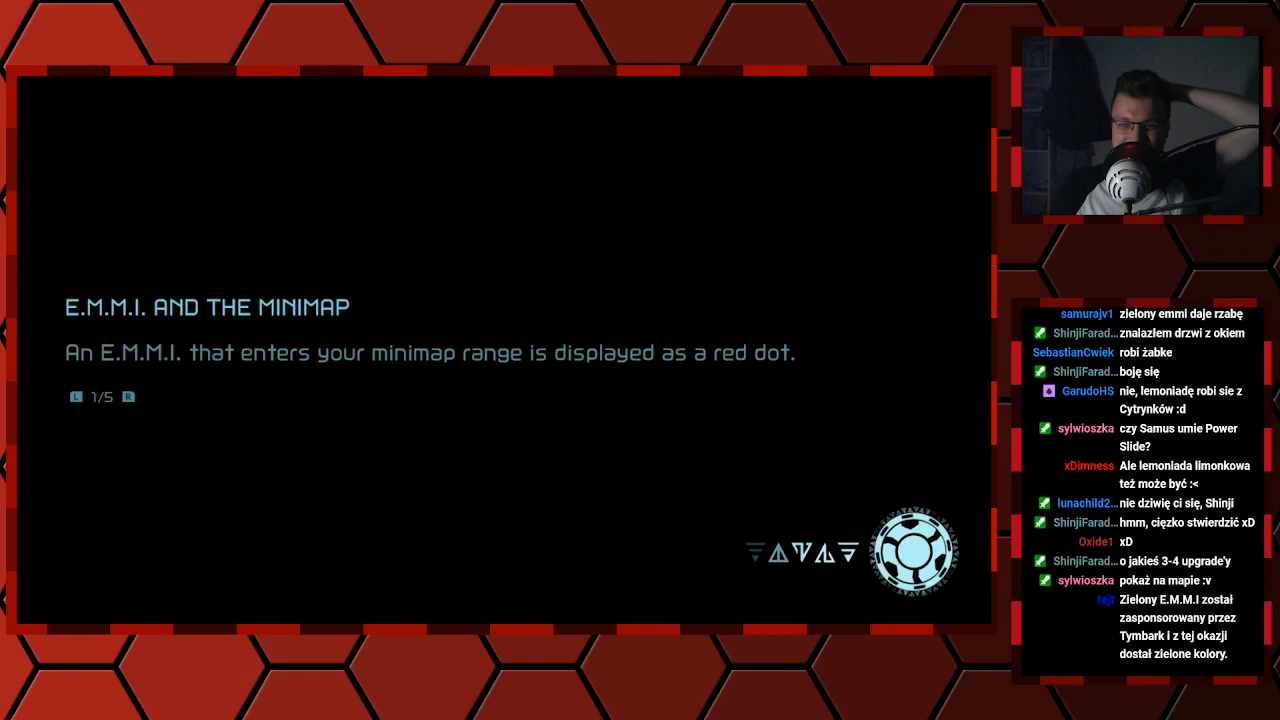 E.M.M.I. AND THE MINIMAP
An E.M.M.I. that enters your minimap range is displayed as a red dot.
L 1/5 R
samurajv1 zielony emmi daje rzabę
ShinjiFarad... znalazłem drzwi z okiem
SebastianCwiek robi żabke
ShinjiFarad... boję się
GarudoHS nie, lemoniadę robi sie z
Cytrynków :d
sylwioszka czy Samus umie Power
Slide?
xDimness Ale lemoniada limonkowa
też może być :<
lunachild2... nie dziwię ci się, Shinji
ShinjiFarad... hmm, cięzko stwierdzić xD
Oxide1 xD
ShinjiFarad... o jakieś 3-4 upgrade'y
sylwioszka pokaż na mapie :v
tejt Zielony E.M.M.I został
zasponsorowany przez
Tymbark i z tej okazji
dostał zielone kolory.